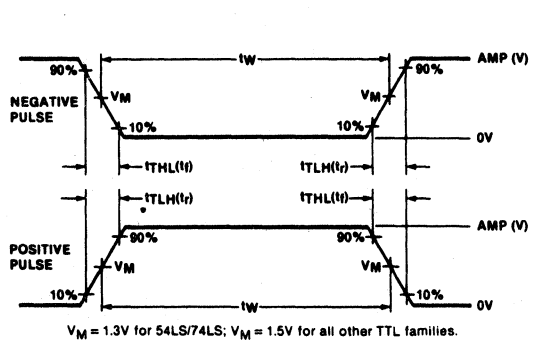 tW
AMP (V)
90%
90%
NEGATIVE
PULSE
VM
VM
10%
10%
0V
tTHL(tf)
tTLH(tr)
tTLH(tr)
tTHL(tf)
AMP (V)
POSITIVE
PULSE
90%
90%
VM
VM
10%
10%
tW
0V
VM = 1.3V for 54LS/74LS; VM = 1.5V for all other TTL families.